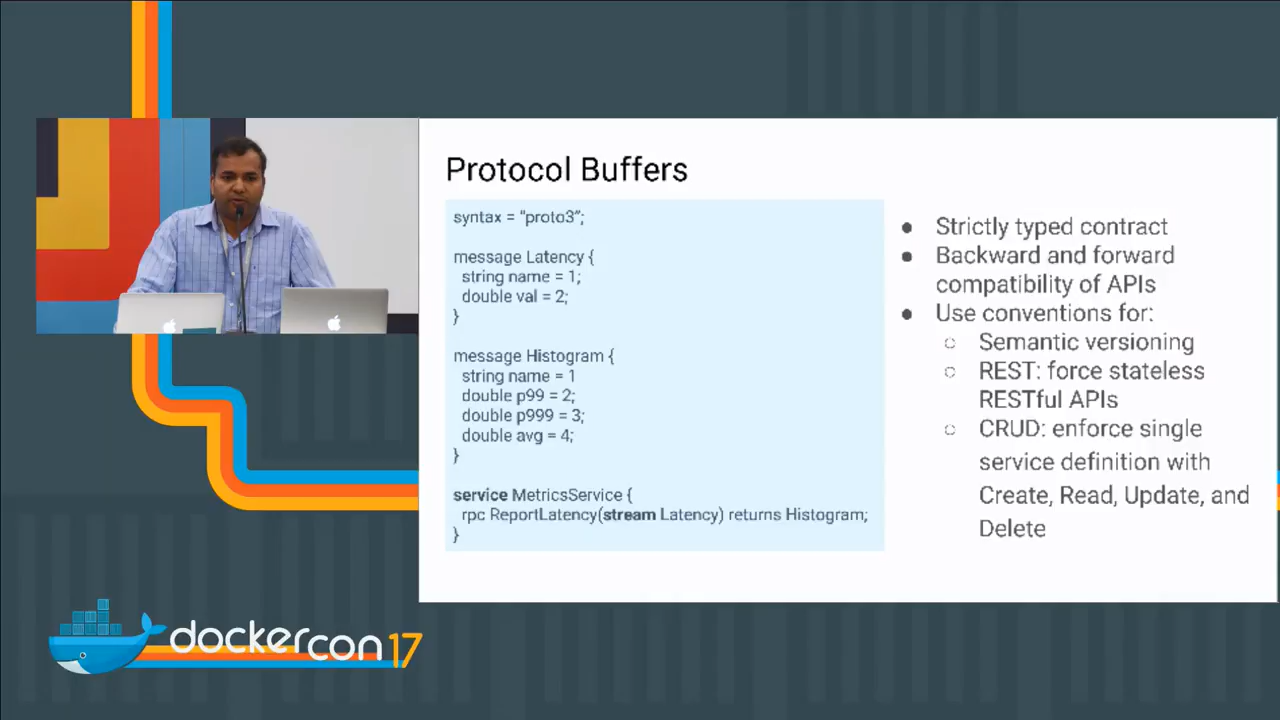 Protocol Buffers
syntax = “proto3”;
message Latency {
string name = 1;
double val = 2;
}
message Histogram {
string name = 1
double p99 = 2;
double p999 = 3;
double avg = 4;
}
service MetricsService {
rpc ReportLatency(stream Latency) returns Histogram;
}
● Strictly typed contract
● Backward and forward
compatibility of APIs
● Use conventions for:
○ Semantic versioning
○ REST: force stateless
RESTful APIs
○ CRUD: enforce single
service definition with
Create, Read, Update, and
Delete
dockercon 17